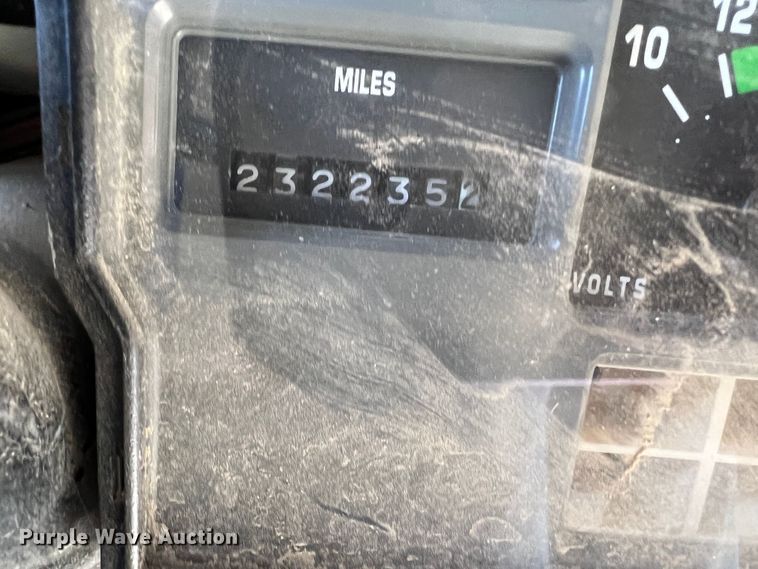 12
10
MILES
2322352
VOLTS
Purple Wave Auction